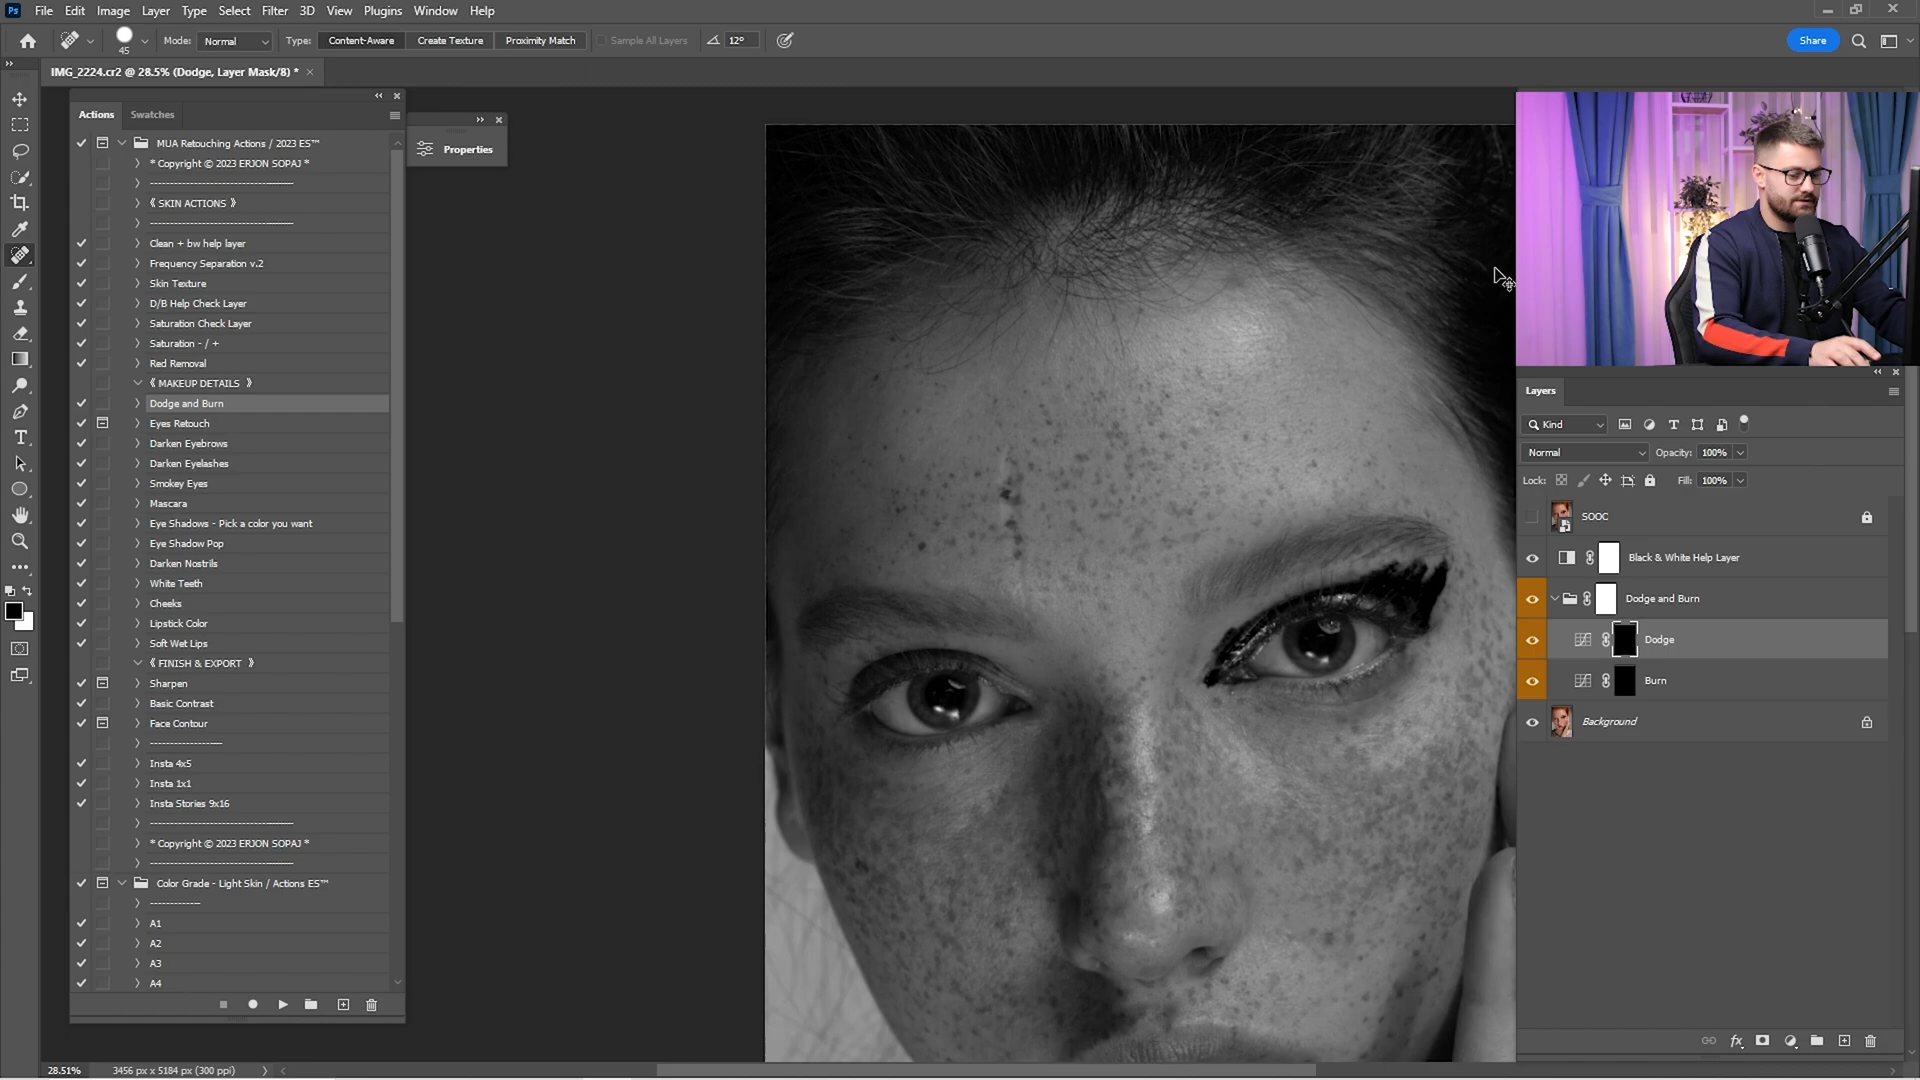 Ps File Edit Image Layer Type Select Filter 3D View Plugins Window Help
45 Mode: Normal Type: Content-Aware Create Texture Proximity Match Sample All Layers 12° Share
IMG_2224.cr2 @ 28.5% (Dodge, Layer Mask/8) *
Actions Swatches
Properties
MUA Retouching Actions / 2023 ES™
* Copyright © 2023 ERJON SOPAJ *
------------------------------------
《 SKIN ACTIONS 》
------------------------------------
Clean + bw help layer
Frequency Separation v.2
Skin Texture
D/B Help Check Layer
Saturation Check Layer
Saturation - / +
Red Removal
《 MAKEUP DETAILS 》
Dodge and Burn
Eyes Retouch
Darken Eyebrows
Darken Eyelashes
Smokey Eyes
Mascara
Eye Shadows - Pick a color you want
Eye Shadow Pop
Darken Nostrils
White Teeth
Cheeks
Lipstick Color
Soft Wet Lips
《 FINISH & EXPORT 》
Sharpen
Basic Contrast
Face Contour
------------------
Insta 4x5
Insta 1x1
Insta Stories 9x16
------------------------------------
* Copyright © 2023 ERJON SOPAJ *
------------------------------------
Color Grade - Light Skin / Actions ES™
-------------
A1
A2
A3
A4
Layers
Kind
Normal Opacity: 100%
Lock: Fill: 100%
SOOC
Black & White Help Layer
Dodge and Burn
Dodge
Burn
Background
fx
28.51% 3456 px x 5184 px (300 ppi)